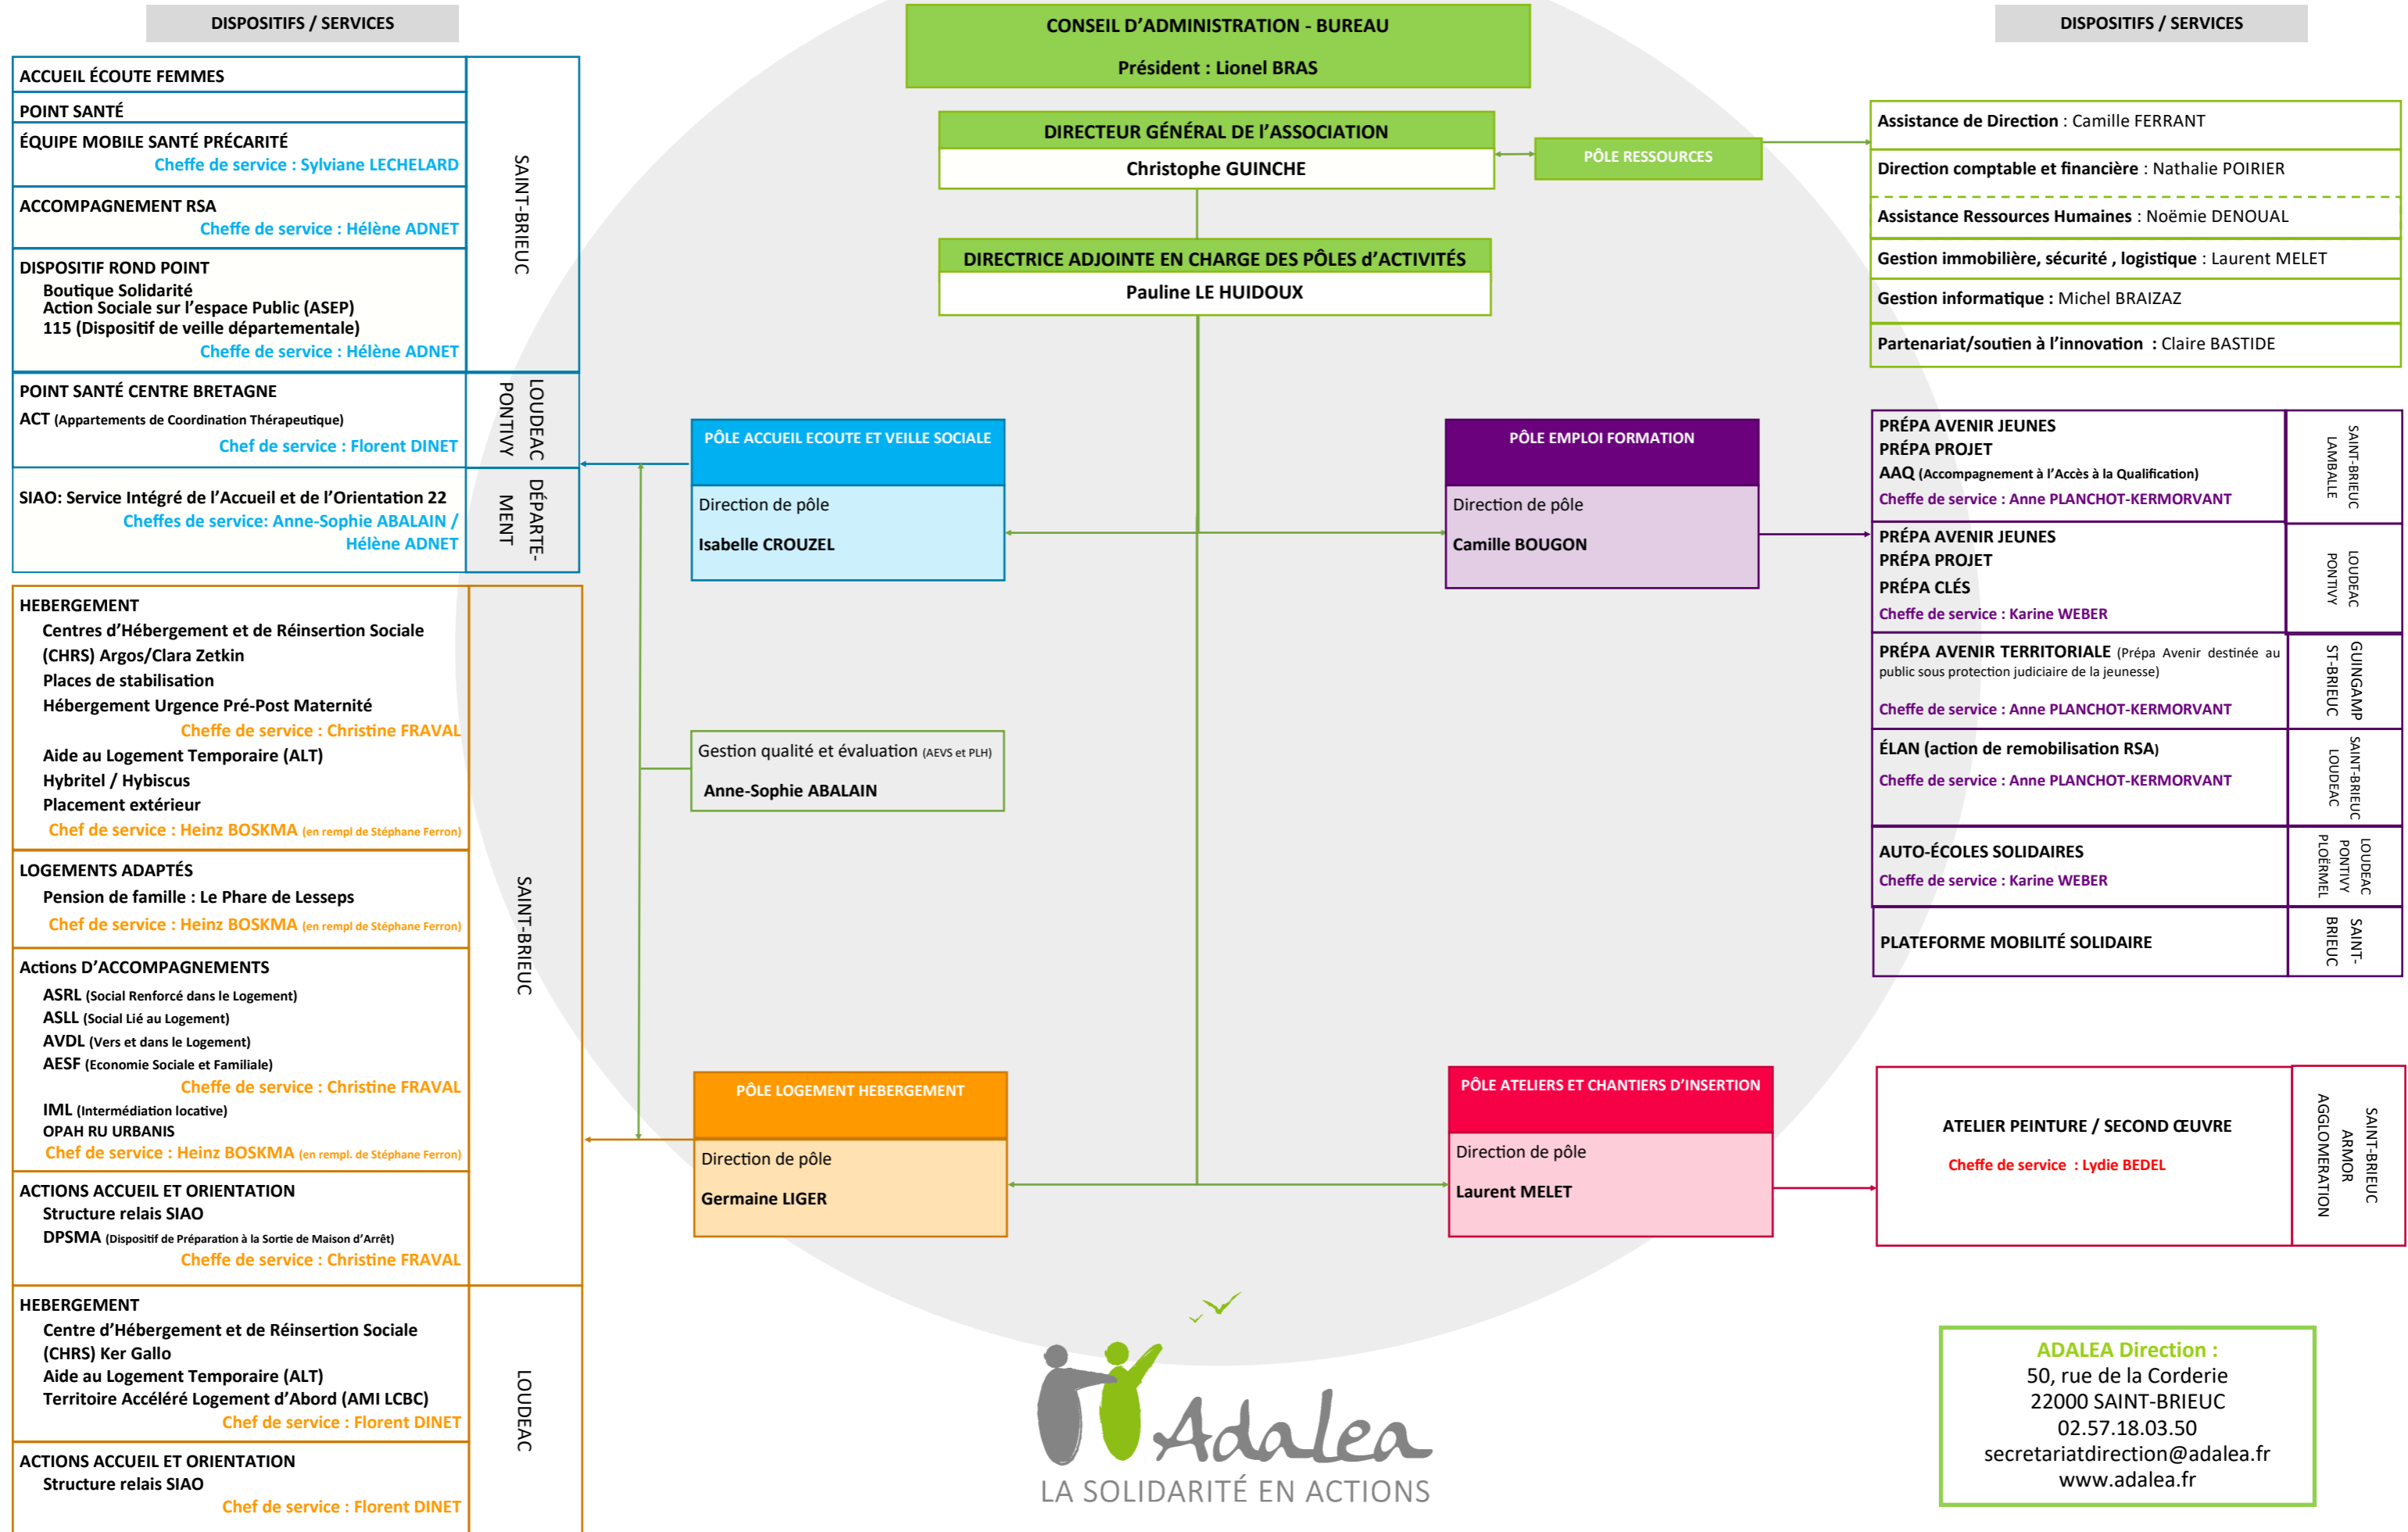 DISPOSITIFS / SERVICES
ACCUEIL ÉCOUTE FEMMES
POINT SANTÉ
ÉQUIPE MOBILE SANTÉ PRÉCARITÉ
Cheffe de service : Sylviane LECHELARD
ACCOMPAGNEMENT RSA
Cheffe de service : Hélène ADNET
DISPOSITIF ROND POINT
Boutique Solidarité
Action Sociale sur l'espace Public (ASEP)
115 (Dispositif de veille départementale)
Cheffe de service : Hélène ADNET
SAINT-BRIEUC
POINT SANTÉ CENTRE BRETAGNE
ACT (Appartements de Coordination Thérapeutique)
Chef de service : Florent DINET
LOUDEAC
PONTIVY
SIAO: Service Intégré de l'Accueil et de l'Orientation 22
Cheffes de service: Anne-Sophie ABALAIN /
Hélène ADNET
DÉPARTE-
MENT
HEBERGEMENT
Centres d'Hébergement et de Réinsertion Sociale
(CHRS) Argos/Clara Zetkin
Places de stabilisation
Hébergement Urgence Pré-Post Maternité
Cheffe de service : Christine FRAVAL
Aide au Logement Temporaire (ALT)
Hybritel / Hybiscus
Placement extérieur
Chef de service : Heinz BOSKMA (en rempl de Stéphane Ferron)
LOGEMENTS ADAPTÉS
Pension de famille : Le Phare de Lesseps
Chef de service : Heinz BOSKMA (en rempl de Stéphane Ferron)
Actions D'ACCOMPAGNEMENTS
ASRL (Social Renforcé dans le Logement)
ASLL (Social Lié au Logement)
AVDL (Vers et dans le Logement)
AESF (Economie Sociale et Familiale)
Cheffe de service : Christine FRAVAL
IML (Intermédiation locative)
OPAH RU URBANIS
Chef de service : Heinz BOSKMA (en rempl. de Stéphane Ferron)
ACTIONS ACCUEIL ET ORIENTATION
Structure relais SIAO
DPSMA (Dispositif de Préparation à la Sortie de Maison d'Arrêt)
Cheffe de service : Christine FRAVAL
SAINT-BRIEUC
HEBERGEMENT
Centre d'Hébergement et de Réinsertion Sociale
(CHRS) Ker Gallo
Aide au Logement Temporaire (ALT)
Territoire Accéléré Logement d'Abord (AMI LCBC)
Chef de service : Florent DINET
ACTIONS ACCUEIL ET ORIENTATION
Structure relais SIAO
Chef de service : Florent DINET
LOUDEAC
CONSEIL D'ADMINISTRATION - BUREAU
Président : Lionel BRAS
DIRECTEUR GÉNÉRAL DE l'ASSOCIATION
Christophe GUINCHE
PÔLE RESSOURCES
DIRECTRICE ADJOINTE EN CHARGE DES PÔLES d'ACTIVITÉS
Pauline LE HUIDOUX
PÔLE ACCUEIL ECOUTE ET VEILLE SOCIALE
Direction de pôle
Isabelle CROUZEL
PÔLE EMPLOI FORMATION
Direction de pôle
Camille BOUGON
Gestion qualité et évaluation (AEVS et PLH)
Anne-Sophie ABALAIN
PÔLE LOGEMENT HEBERGEMENT
Direction de pôle
Germaine LIGER
PÔLE ATELIERS ET CHANTIERS D'INSERTION
Direction de pôle
Laurent MELET
Adalea
LA SOLIDARITÉ EN ACTIONS
DISPOSITIFS / SERVICES
Assistance de Direction : Camille FERRANT
Direction comptable et financière : Nathalie POIRIER
Assistance Ressources Humaines : Noëmie DENOUAL
Gestion immobilière, sécurité , logistique : Laurent MELET
Gestion informatique : Michel BRAIZAZ
Partenariat/soutien à l'innovation : Claire BASTIDE
PRÉPA AVENIR JEUNES
PRÉPA PROJET
AAQ (Accompagnement à l'Accès à la Qualification)
Cheffe de service : Anne PLANCHOT-KERMORVANT
SAINT-BRIEUC
LAMBALLE
PRÉPA AVENIR JEUNES
PRÉPA PROJET
PRÉPA CLÉS
Cheffe de service : Karine WEBER
LOUDEAC
PONTIVY
PRÉPA AVENIR TERRITORIALE (Prépa Avenir destinée au
public sous protection judiciaire de la jeunesse)
Cheffe de service : Anne PLANCHOT-KERMORVANT
GUINGAMP
ST-BRIEUC
ÉLAN (action de remobilisation RSA)
Cheffe de service : Anne PLANCHOT-KERMORVANT
SAINT-BRIEUC
LOUDEAC
AUTO-ÉCOLES SOLIDAIRES
Cheffe de service : Karine WEBER
LOUDEAC
PONTIVY
PLOËRMEL
PLATEFORME MOBILITÉ SOLIDAIRE
SAINT-
BRIEUC
ATELIER PEINTURE / SECOND ŒUVRE
Cheffe de service : Lydie BEDEL
SAINT-BRIEUC
ARMOR
AGGLOMERATION
ADALEA Direction :
50, rue de la Corderie
22000 SAINT-BRIEUC
02.57.18.03.50
secretariatdirection@adalea.fr
www.adalea.fr